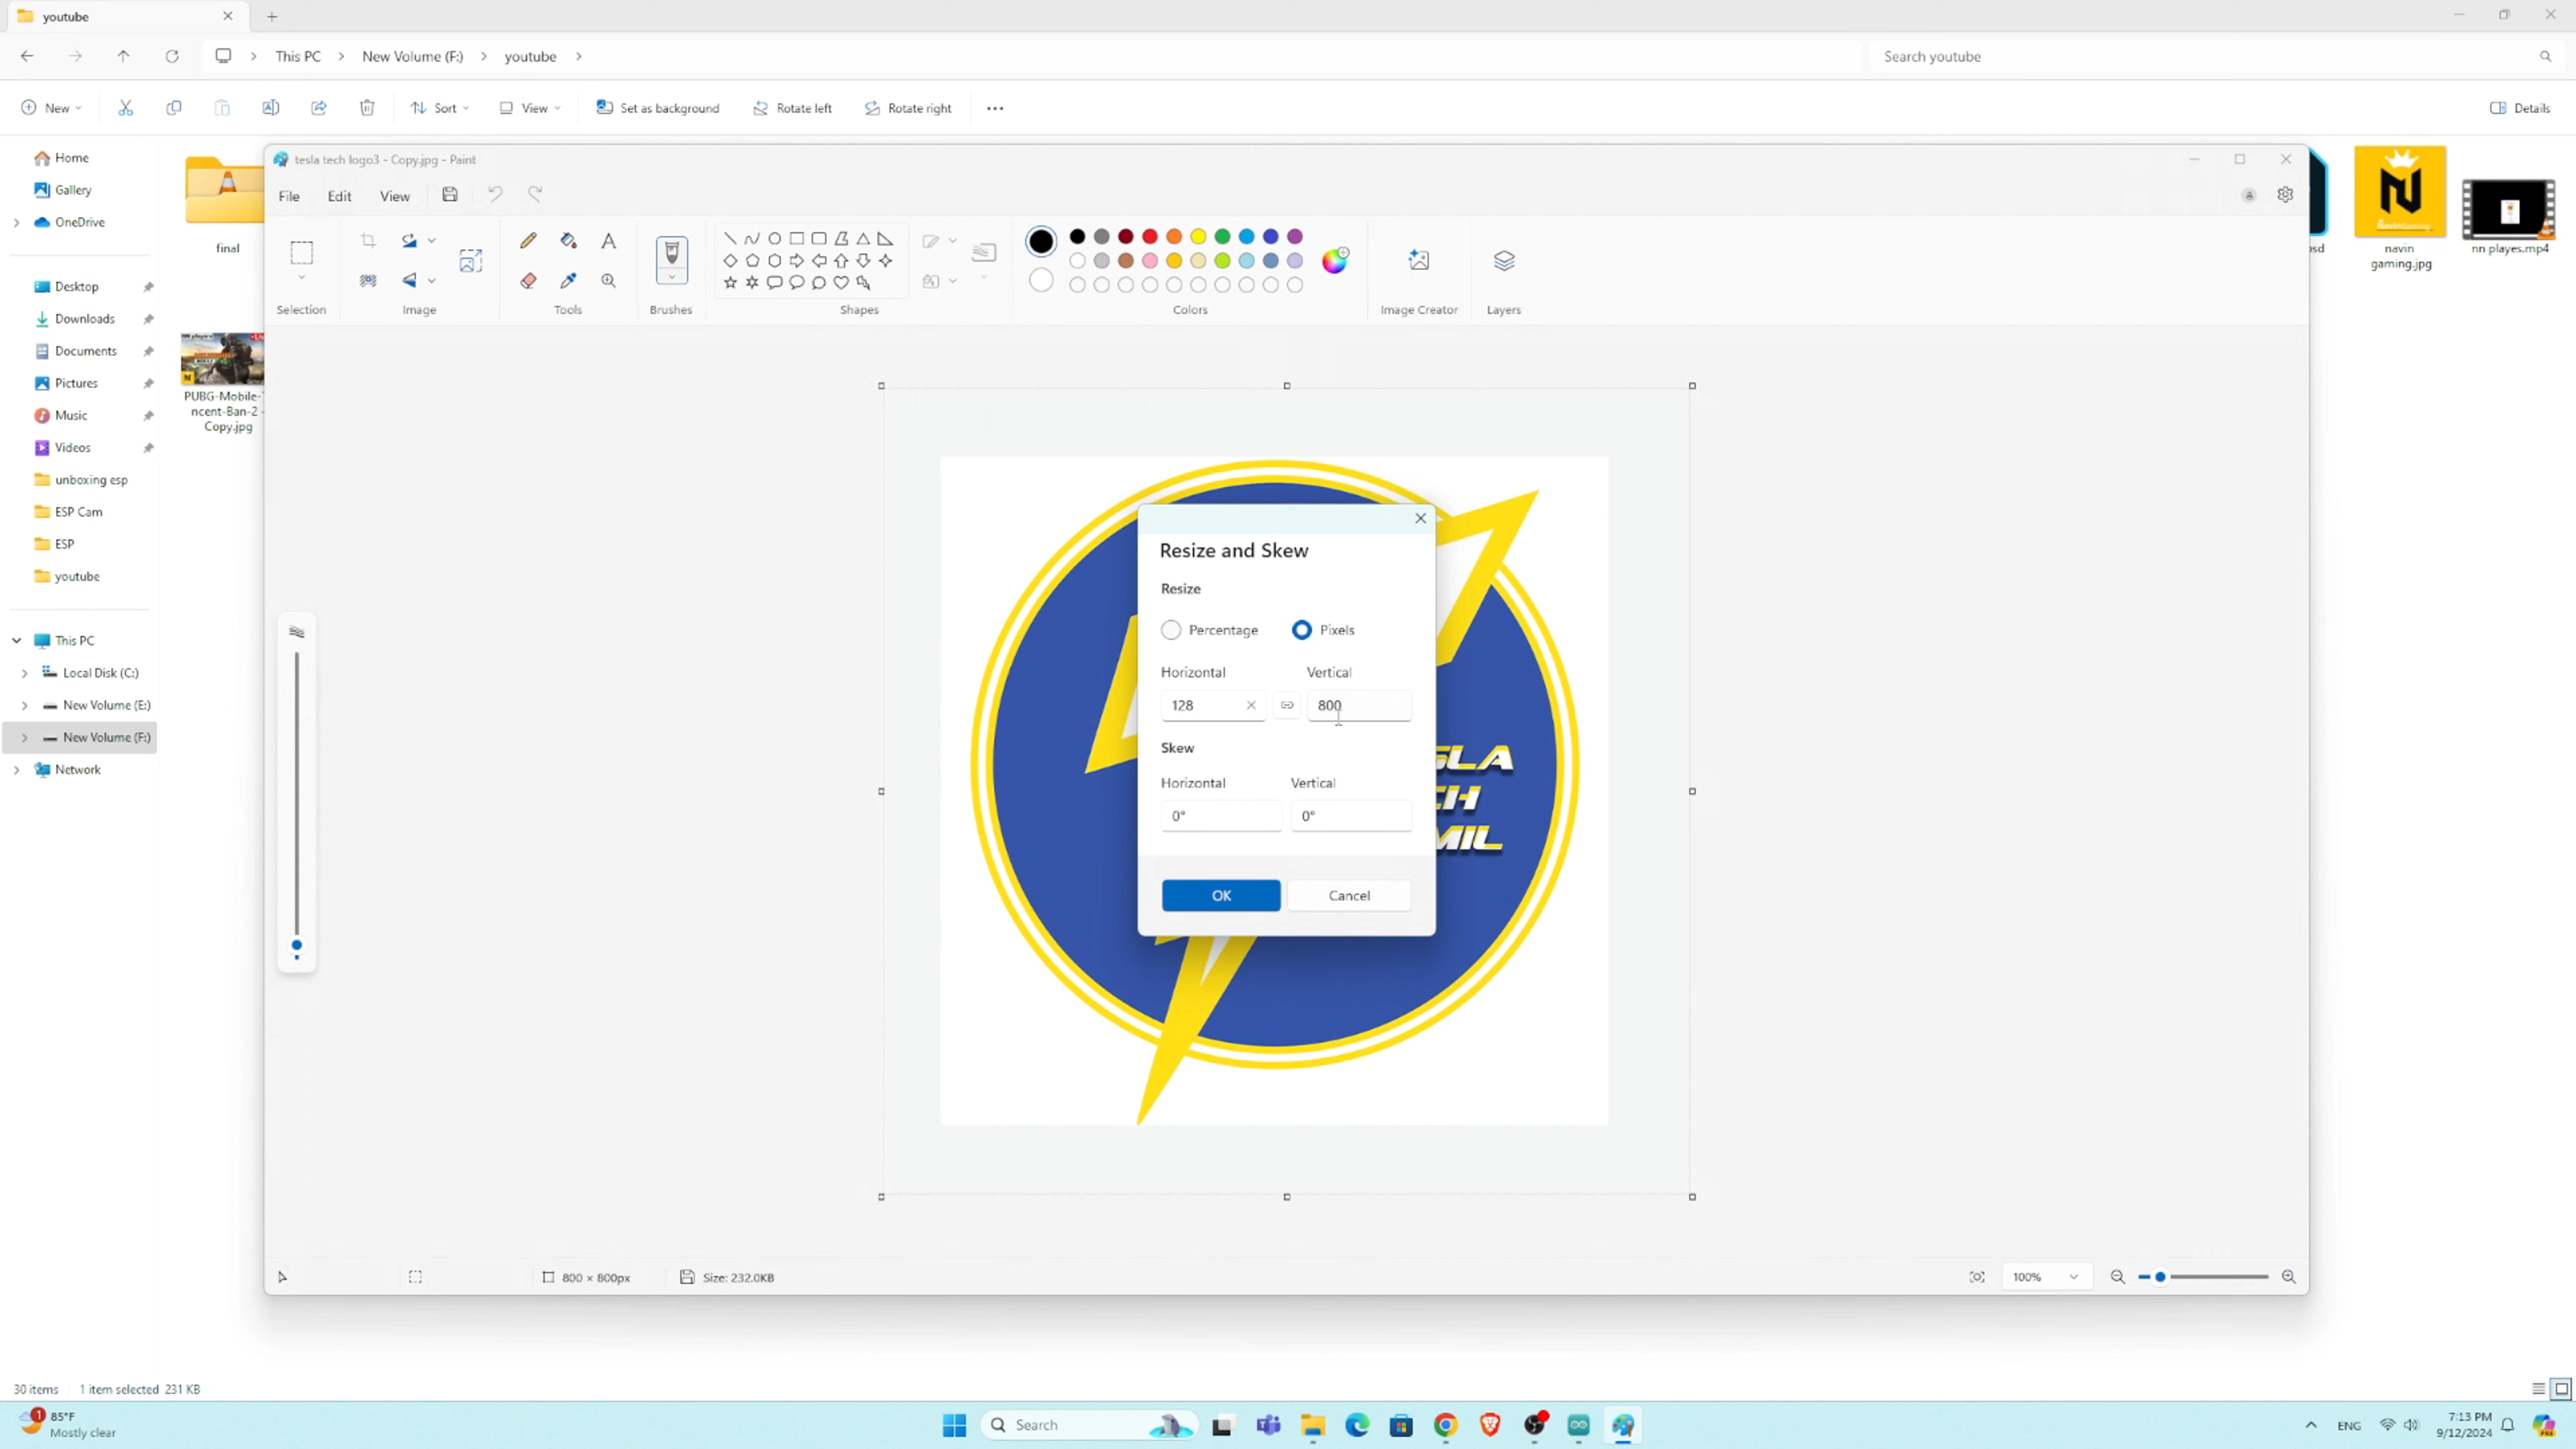 youtube
This PC > New Volume (F:) > youtube >
Search youtube
New
Sort
View
Set as background
Rotate left
Rotate right
Details
Home
Gallery
OneDrive
Desktop
Downloads
Documents
Pictures
Music
Videos
unboxing esp
ESP Cam
ESP
youtube
This PC
Local Disk (C:)
New Volume (E:)
New Volume (F:)
Network
final
PUBG-Mobile-
ncent-Ban-2 -
Copy.jpg
tesla tech logo3 - Copy.jpg - Paint
File
Edit
View
Selection
Image
Tools
Brushes
Shapes
Colors
Image Creator
Layers
Resize and Skew
Resize
Percentage
Pixels
Horizontal
Vertical
128
800
Skew
Horizontal
Vertical
0°
0°
OK
Cancel
SLA
CH
MIL
800 × 800px
Size: 232.0KB
100%
sd
navin
gaming.jpg
nn playes.mp4
30 items
1 item selected 231 KB
1
85°F
Mostly clear
Search
ENG
7:13 PM
9/12/2024